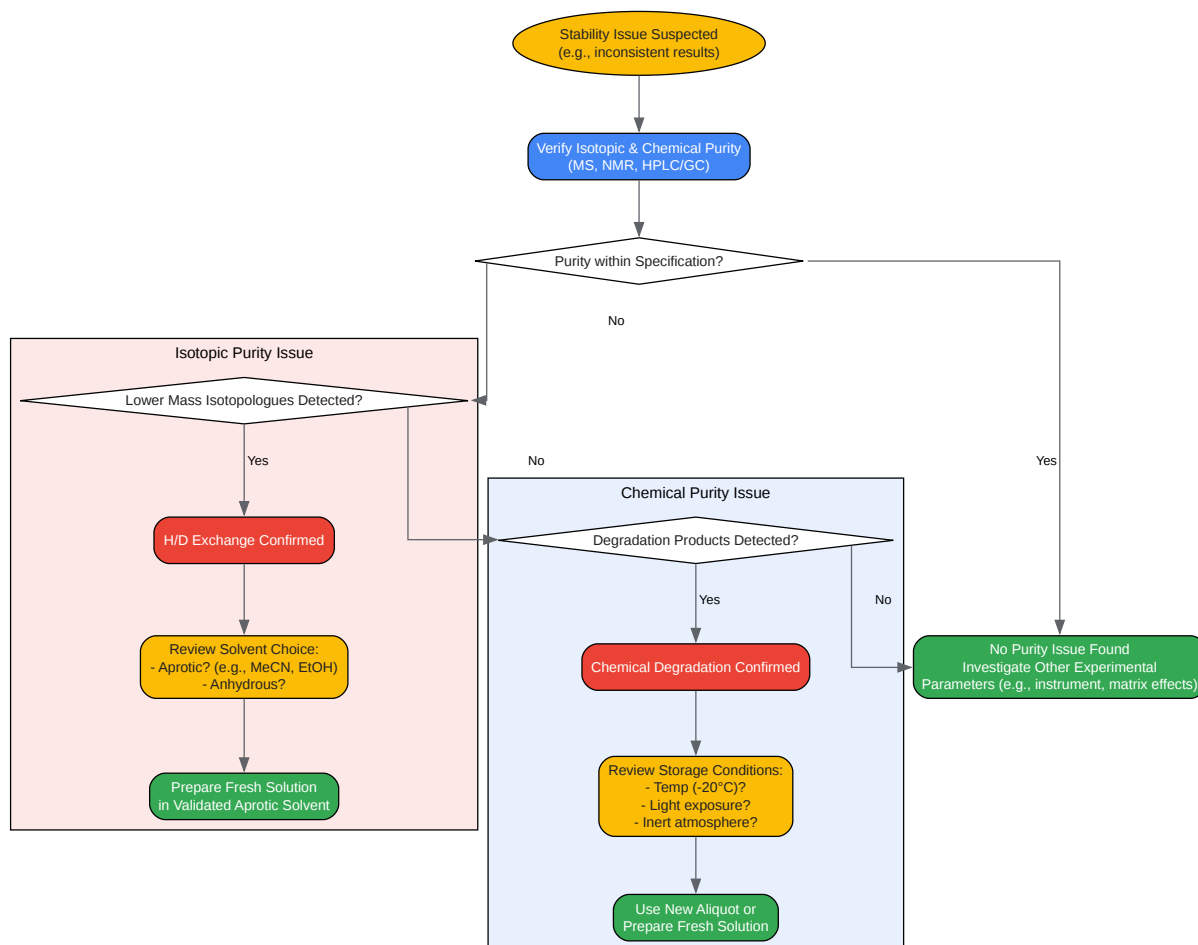 Stability Issue Suspected
(e.g., inconsistent results)
Verify Isotopic & Chemical Purity
(MS, NMR, HPLC/GC)
Purity within Specification?
No
Yes
Isotopic Purity Issue
Lower Mass Isotopologues Detected?
Yes
No
H/D Exchange Confirmed
Review Solvent Choice:
- Aprotic? (e.g., MeCN, EtOH)
- Anhydrous?
Prepare Fresh Solution
in Validated Aprotic Solvent
Chemical Purity Issue
Degradation Products Detected?
Yes
No
Chemical Degradation Confirmed
Review Storage Conditions:
- Temp (-20°C)?
- Light exposure?
- Inert atmosphere?
Use New Aliquot or
Prepare Fresh Solution
No Purity Issue Found
Investigate Other Experimental
Parameters (e.g., instrument, matrix effects)